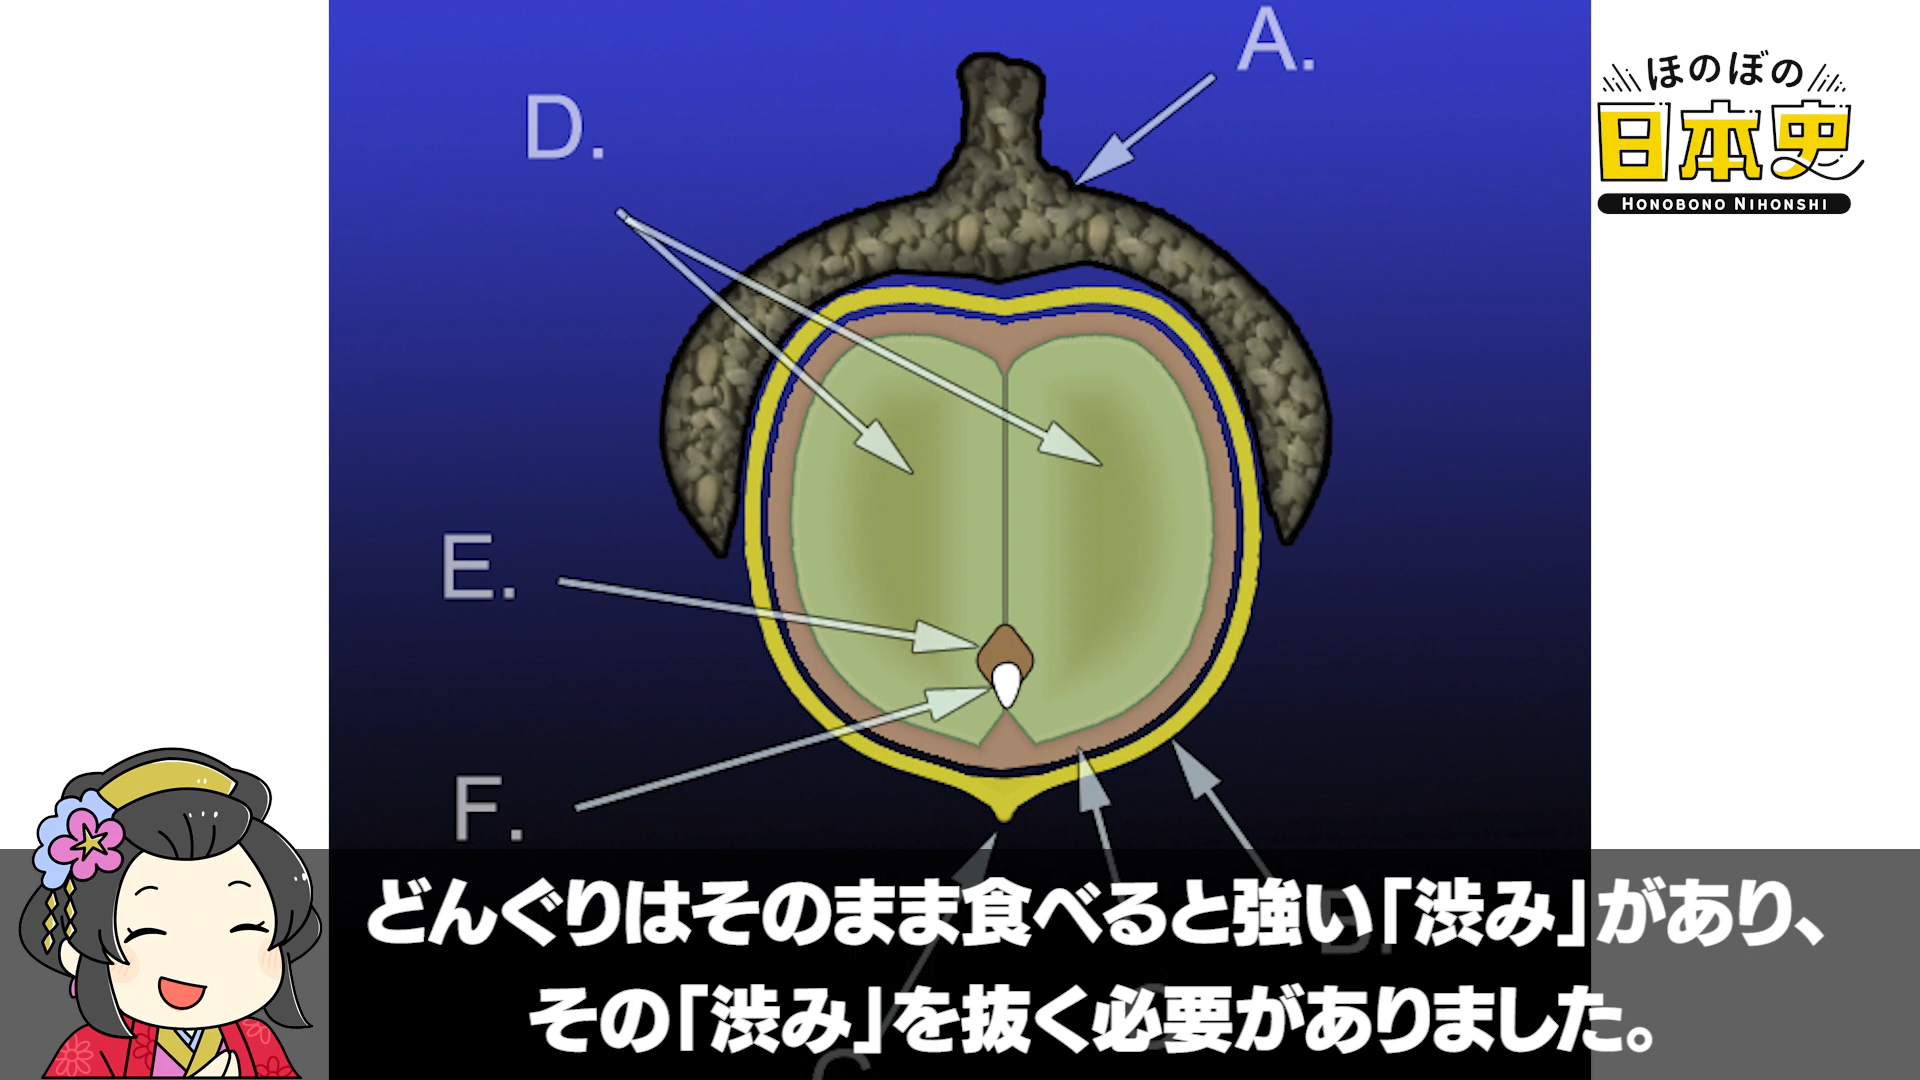 A.
D.
ほのぼの
日本史
HONOBONO NIHONSHI
E.
F.
B.
どんぐりはそのまま食べると強い「渋み」があり、
その「渋み」を抜く必要がありました。
C